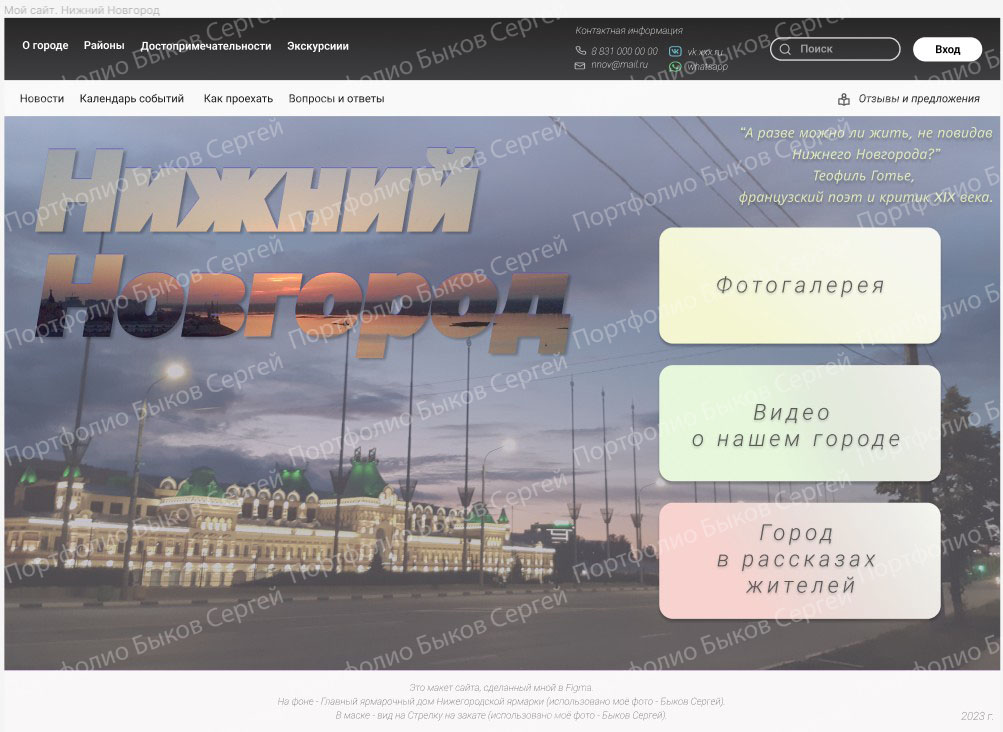 Мой сайт. Нижний Новгород
О городе Районы Достопримечательности Экскурсиии
Контактная информация
8 831 000 00 00 vk.xxx.ru
nnov@mail.ru whatsapp
Поиск
Вход
Новости Календарь событий Как проехать Вопросы и ответы Отзывы и предложения
Нижний
Новгород
“А разве можно ли жить, не повидав
Нижнего Новгорода?”
Теофиль Готье,
французский поэт и критик XIX века.
Фотогалерея
Видео
о нашем городе
Город
в рассказах
жителей
Это макет сайта, сделанный мной в Figma.
На фоне - Главный ярмарочный дом Нижегородской ярмарки (использовано моё фото - Быков Сергей).
В маске - вид на Стрелку на закате (использовано моё фото - Быков Сергей).
2023 г.
Портфолио Быков Сергей